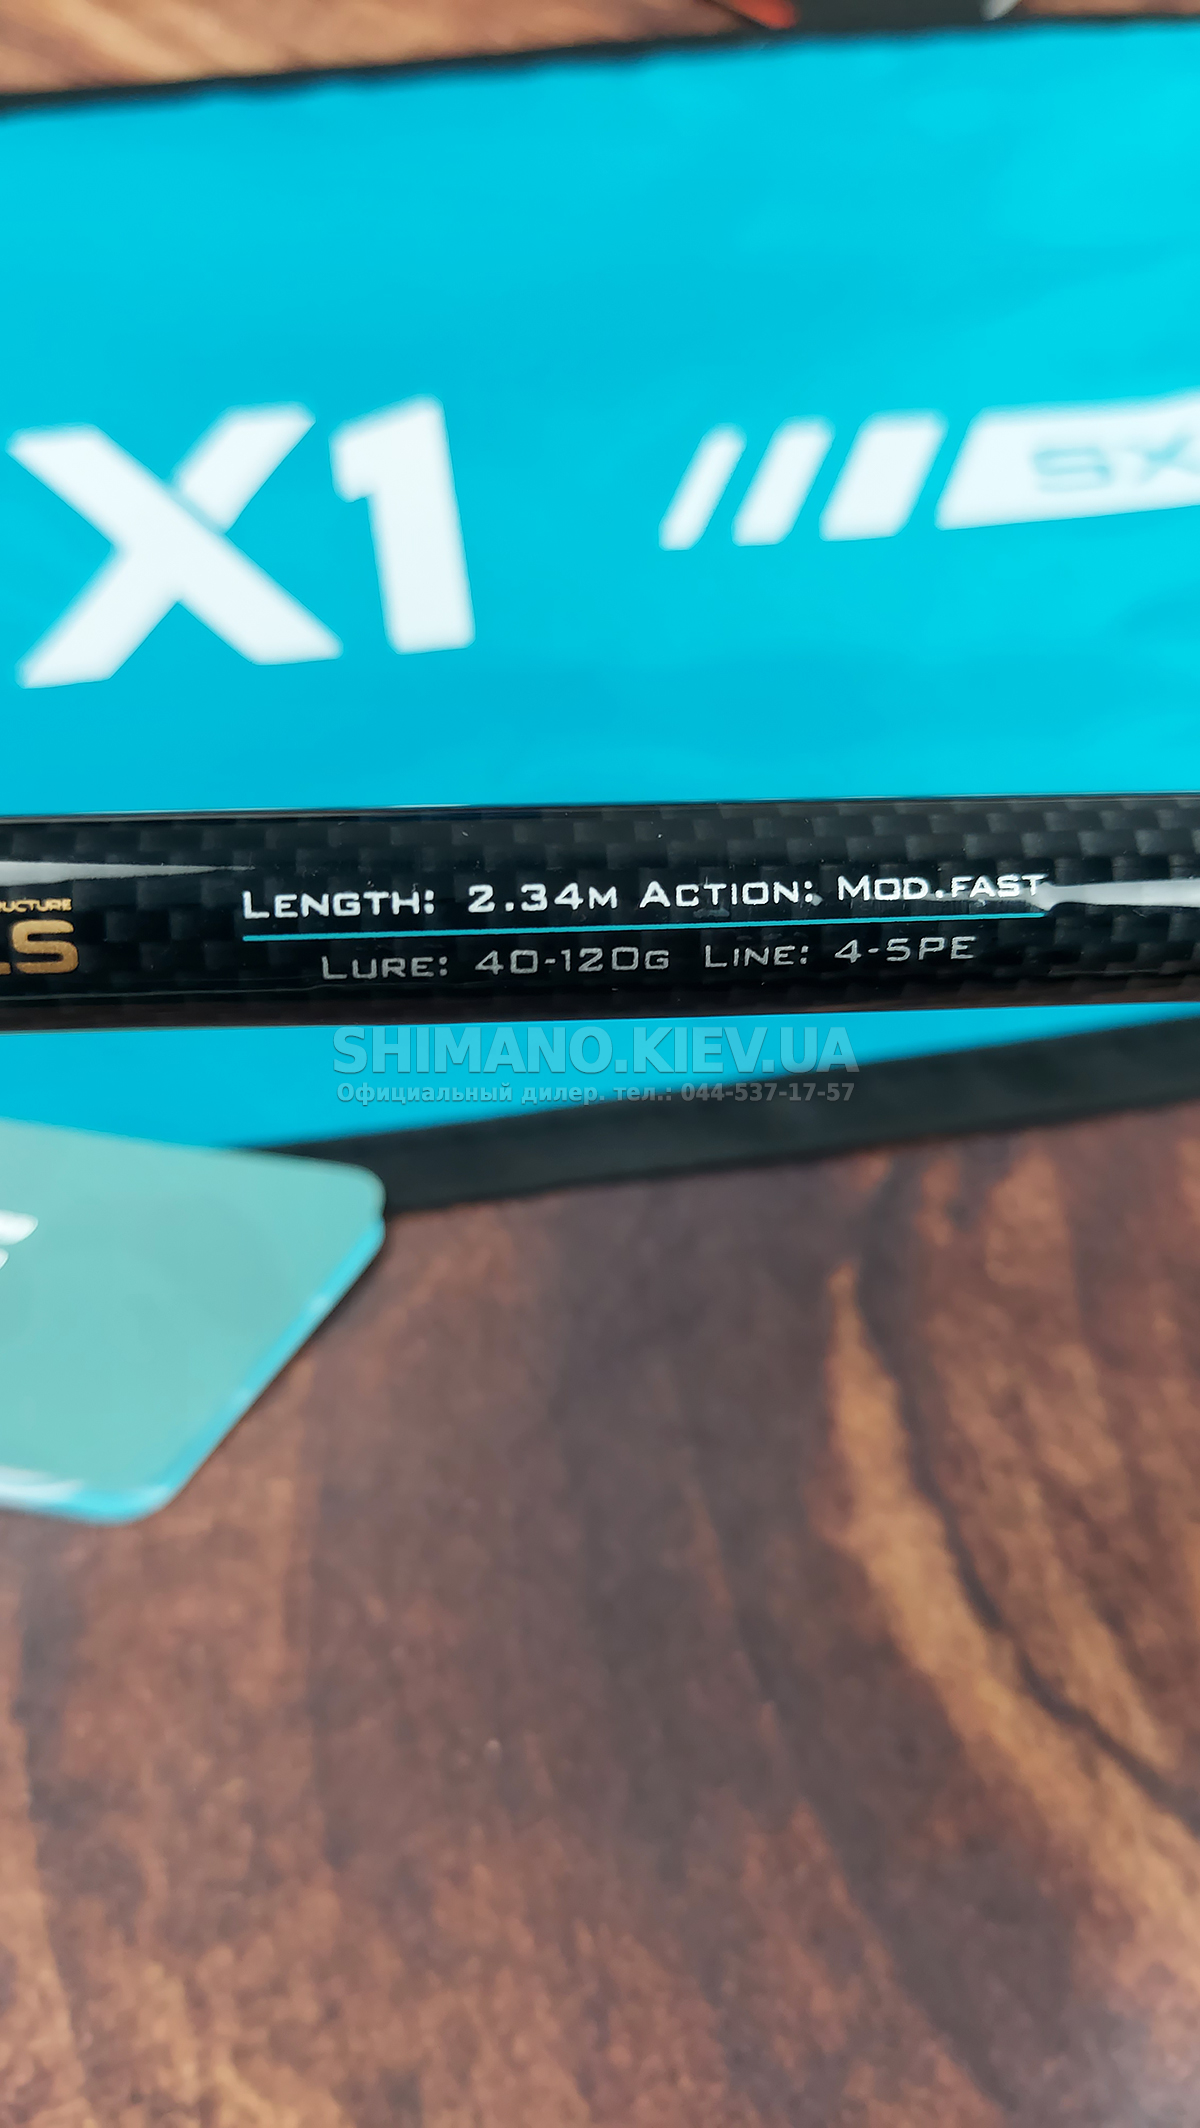 X1
SX
LENGTH: 2.34M ACTION: MOD.FAST
LURE: 40-120G LINE: 4-5PE
SHIMANO.KIEV.UA
Официальный дилер. тел.: 044-537-17-57